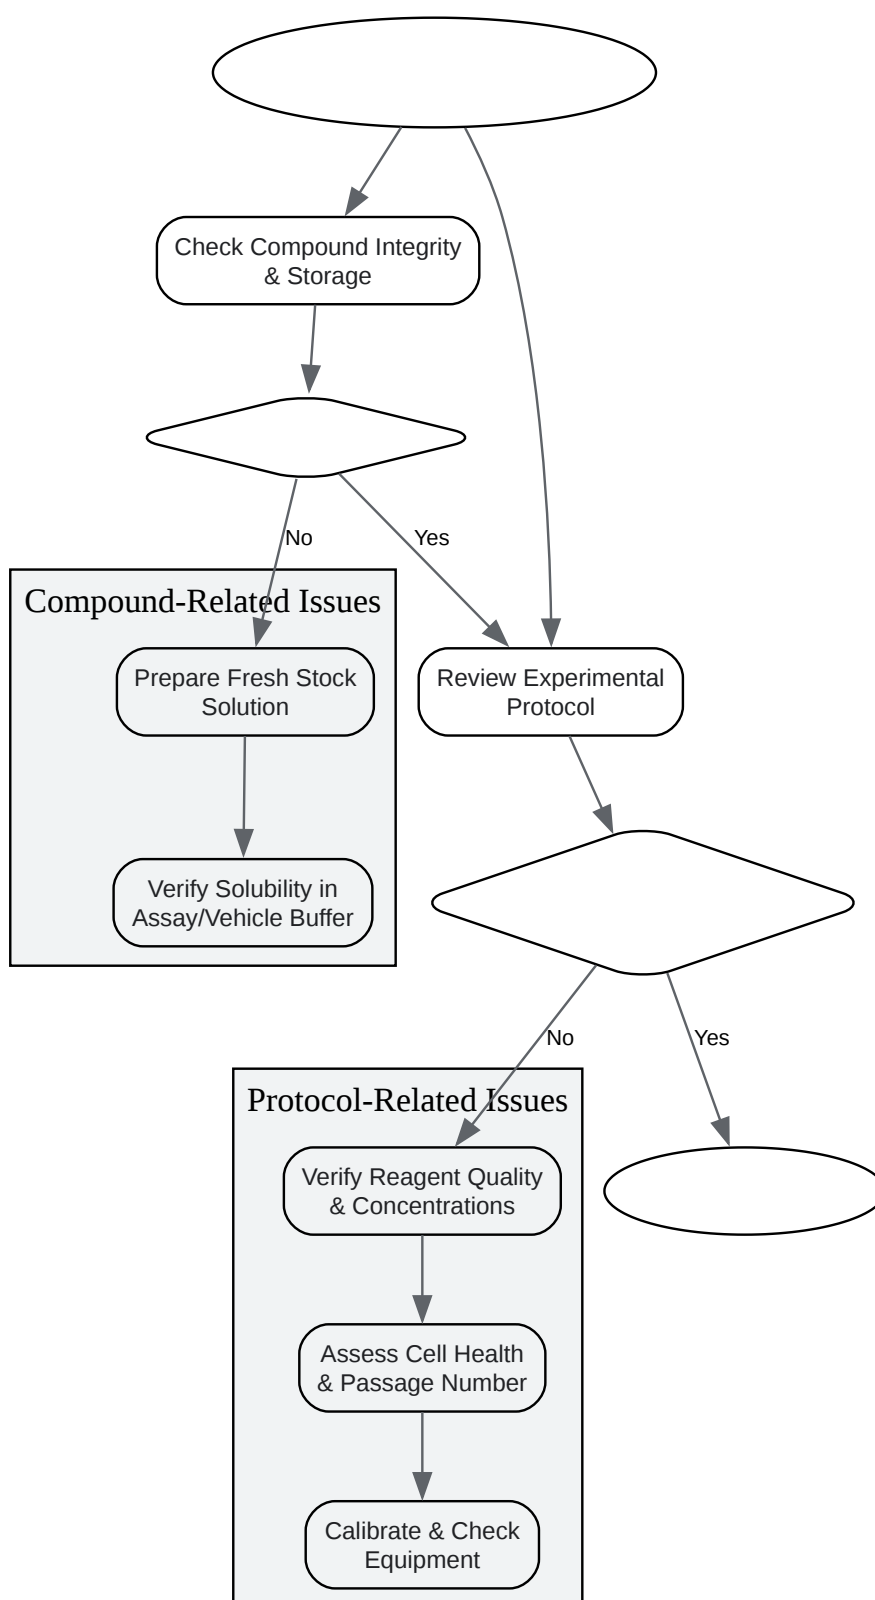 Check Compound Integrity
& Storage
No
Yes
Compound-Related Issues
Prepare Fresh Stock
Solution
Review Experimental
Protocol
Verify Solubility in
Assay/Vehicle Buffer
No
Yes
Protocol-Related Issues
Verify Reagent Quality
& Concentrations
Assess Cell Health
& Passage Number
Calibrate & Check
Equipment